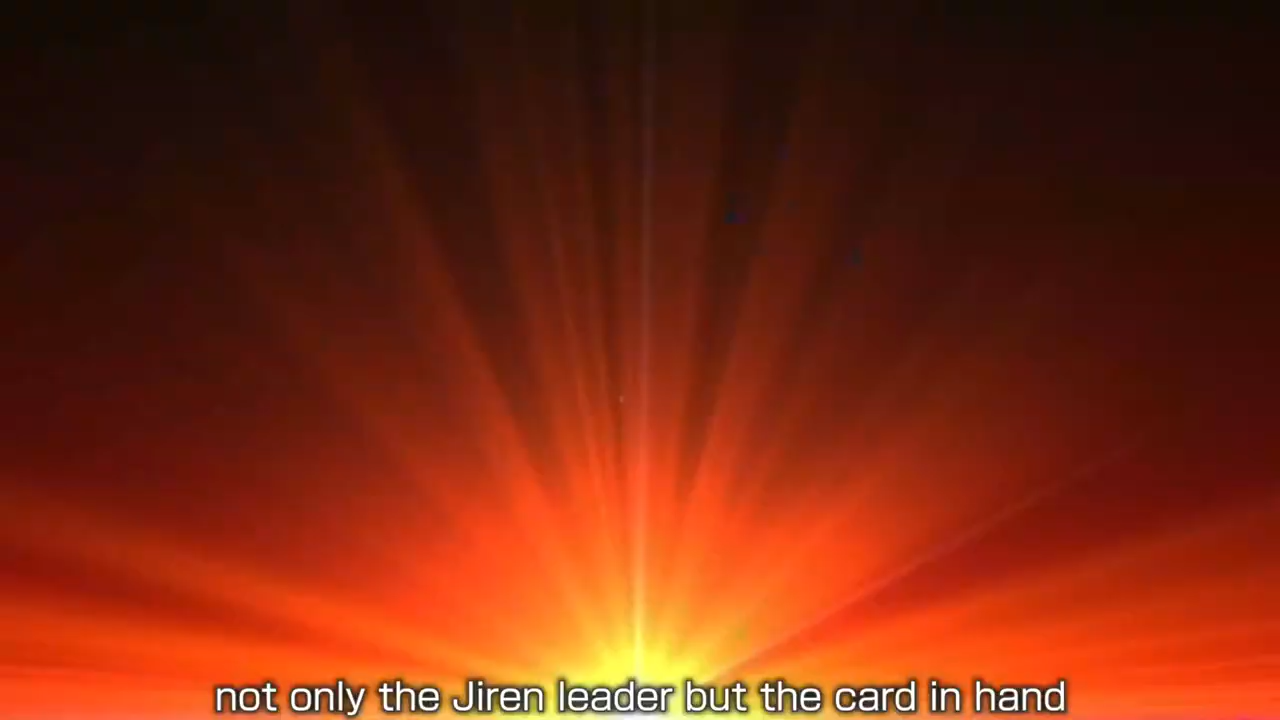 not only the Jiren leader but the card in hand